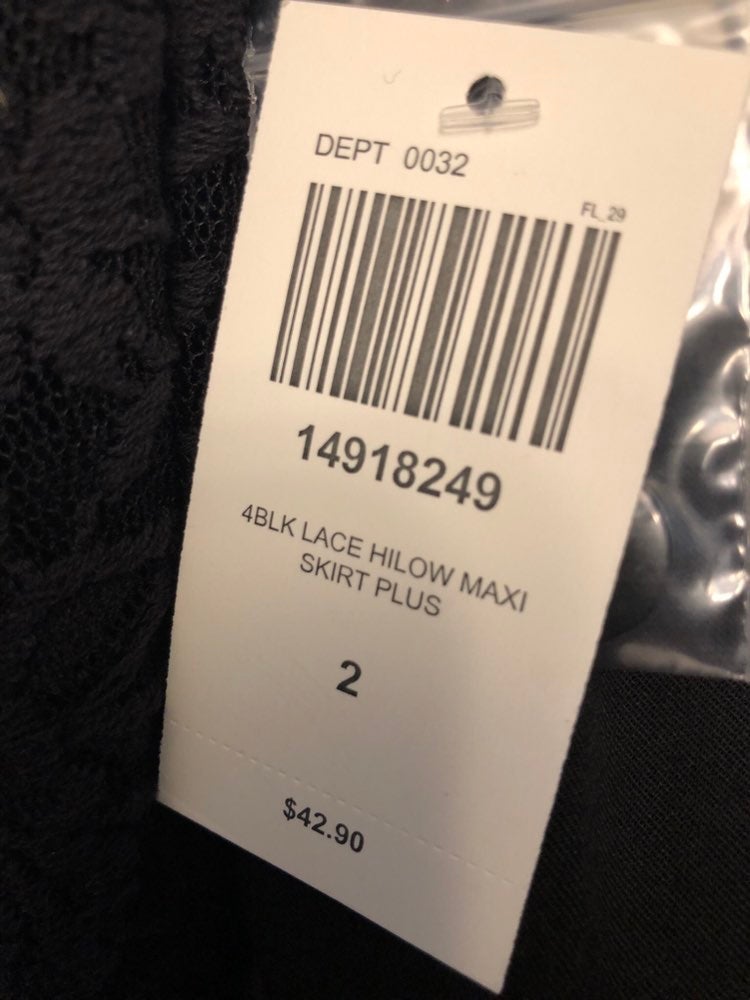 DEPT 0032
FL_29
14918249
4BLK LACE HILOW MAXI
SKIRT PLUS
2
$42.90